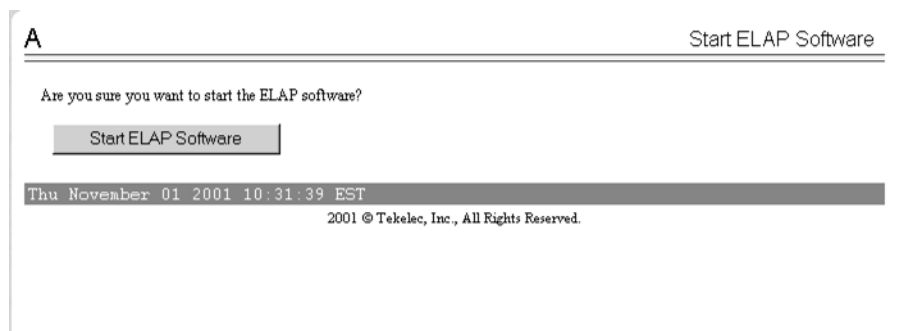 A
Start ELAP Software
Are you sure you want to start the ELAP software?
Start ELAP Software
Thu November 01 2001 10:31:39 EST
2001 © Tekelec, Inc., All Rights Reserved.